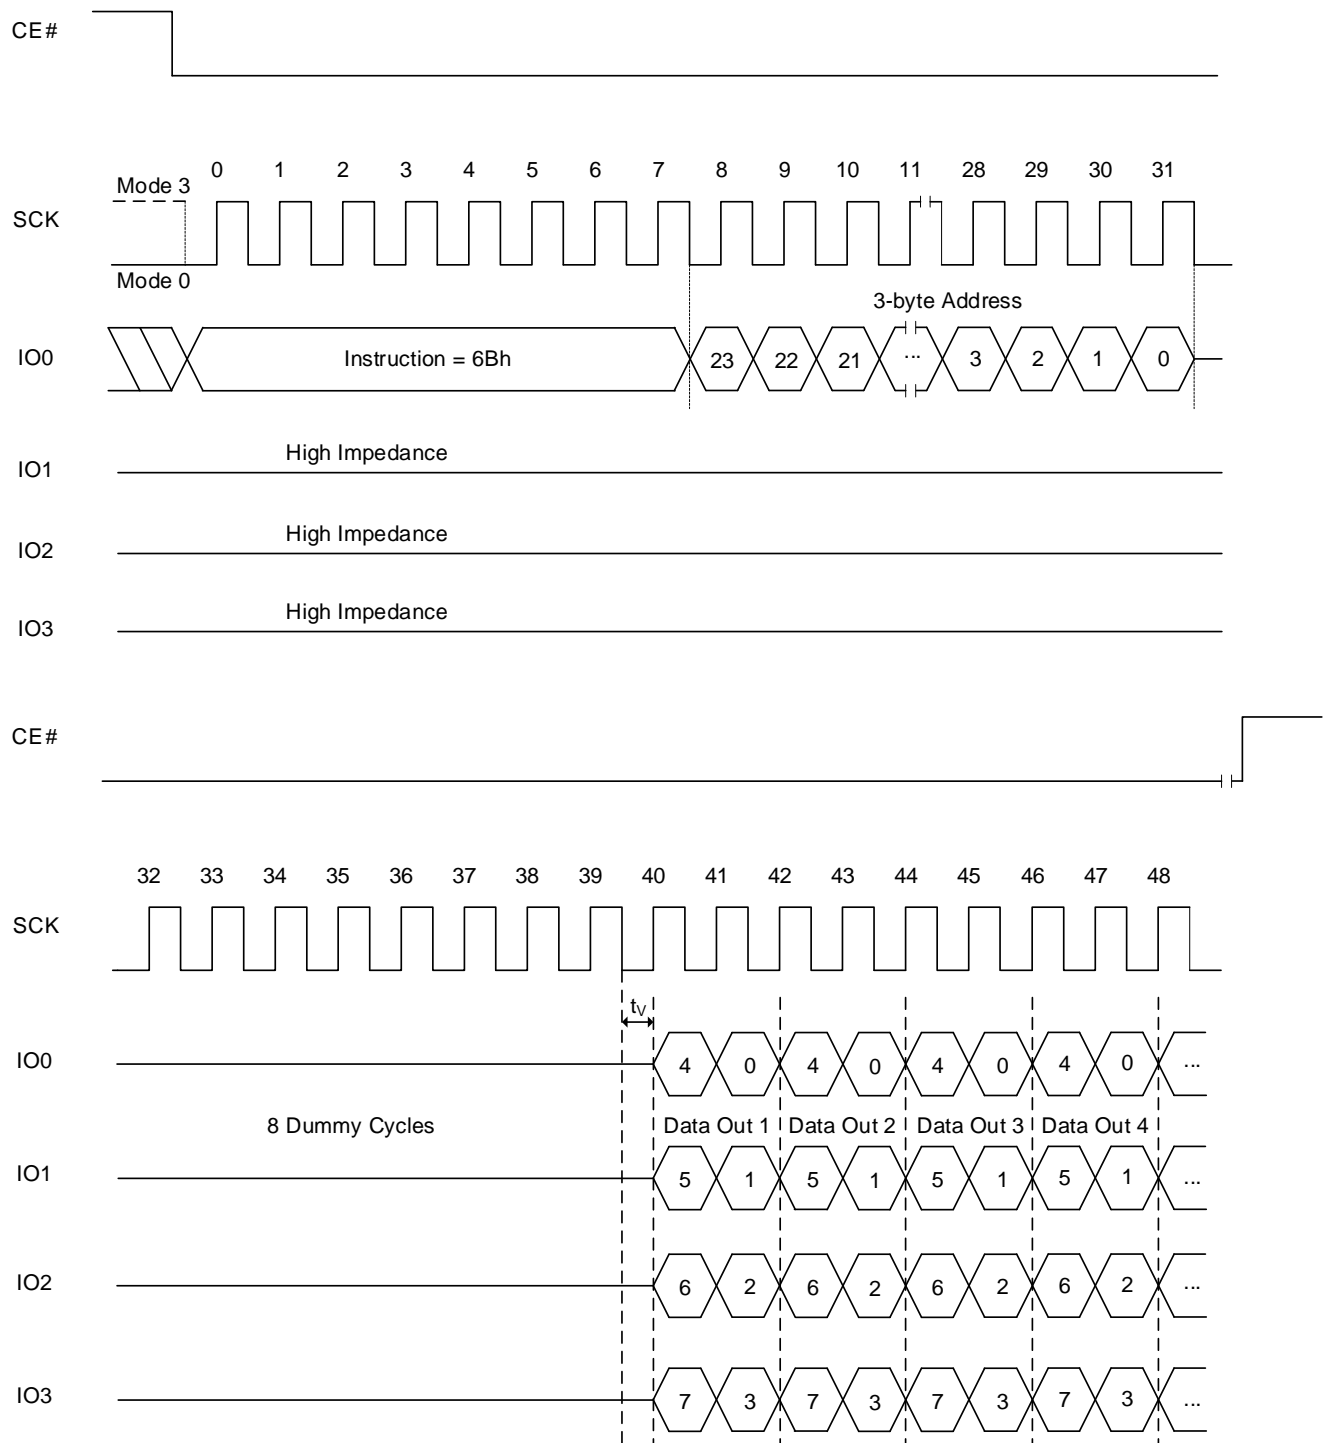 CE#
0 1 2 3 4 5 6 7 8 9 10 11 28 29 30 31
Mode 3
SCK
Mode 0
3-byte Address
IO0 Instruction = 6Bh 23 22 21 ... 3 2 1 0
High Impedance
IO1
High Impedance
IO2
High Impedance
IO3
CE#
32 33 34 35 36 37 38 39 40 41 42 43 44 45 46 47 48
SCK
tV
IO0 4 0 4 0 4 0 4 0 ...
8 Dummy Cycles Data Out 1 Data Out 2 Data Out 3 Data Out 4
IO1 5 1 5 1 5 1 5 1 ...
IO2 6 2 6 2 6 2 6 2 ...
IO3 7 3 7 3 7 3 7 3 ...